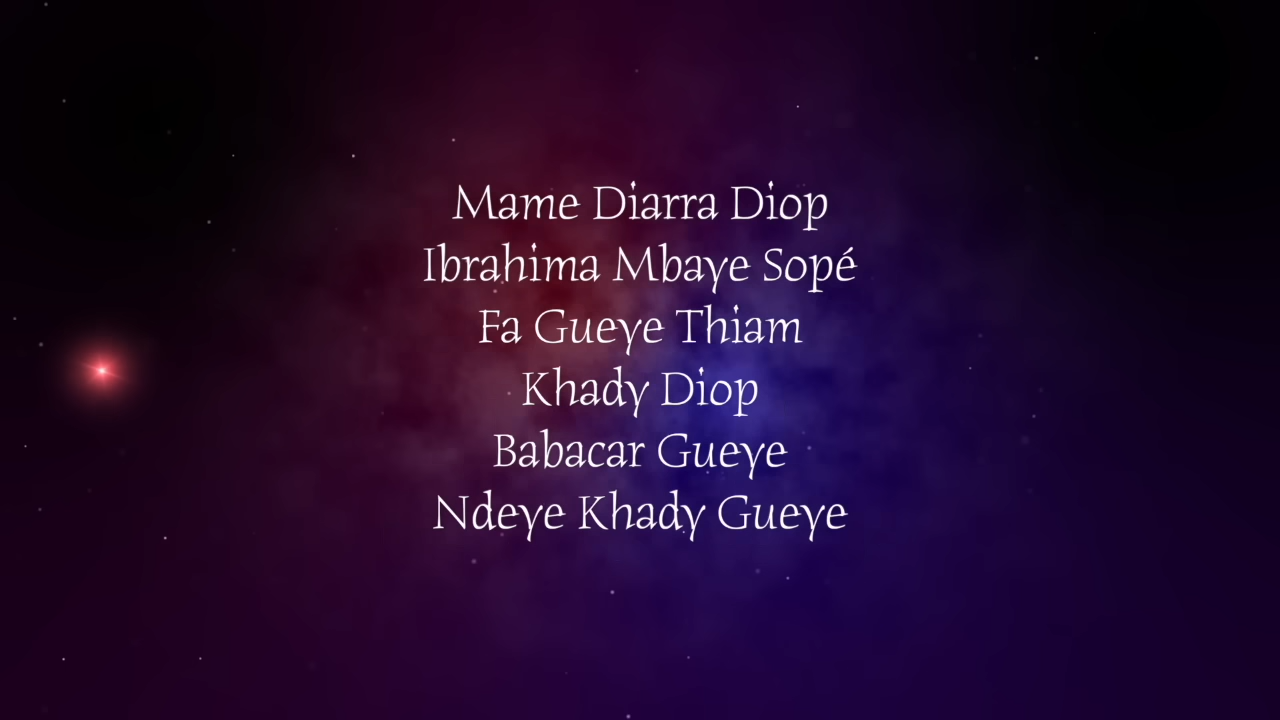 Mame Diarra Diop
Ibrahima Mbaye Sopé
Fa Gueye Thiam
Khady Diop
Babacar Gueye
Ndeye Khady Gueye